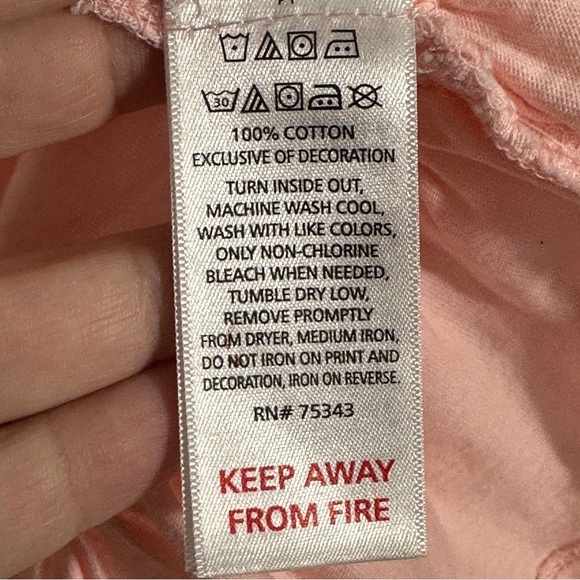 30
100% COTTON
EXCLUSIVE OF DECORATION
TURN INSIDE OUT,
MACHINE WASH COOL,
WASH WITH LIKE COLORS,
ONLY NON-CHLORINE
BLEACH WHEN NEEDED,
TUMBLE DRY LOW,
REMOVE PROMPTLY
FROM DRYER, MEDIUM IRON,
DO NOT IRON ON PRINT AND
DECORATION, IRON ON REVERSE.
RN# 75343
KEEP AWAY
FROM FIRE